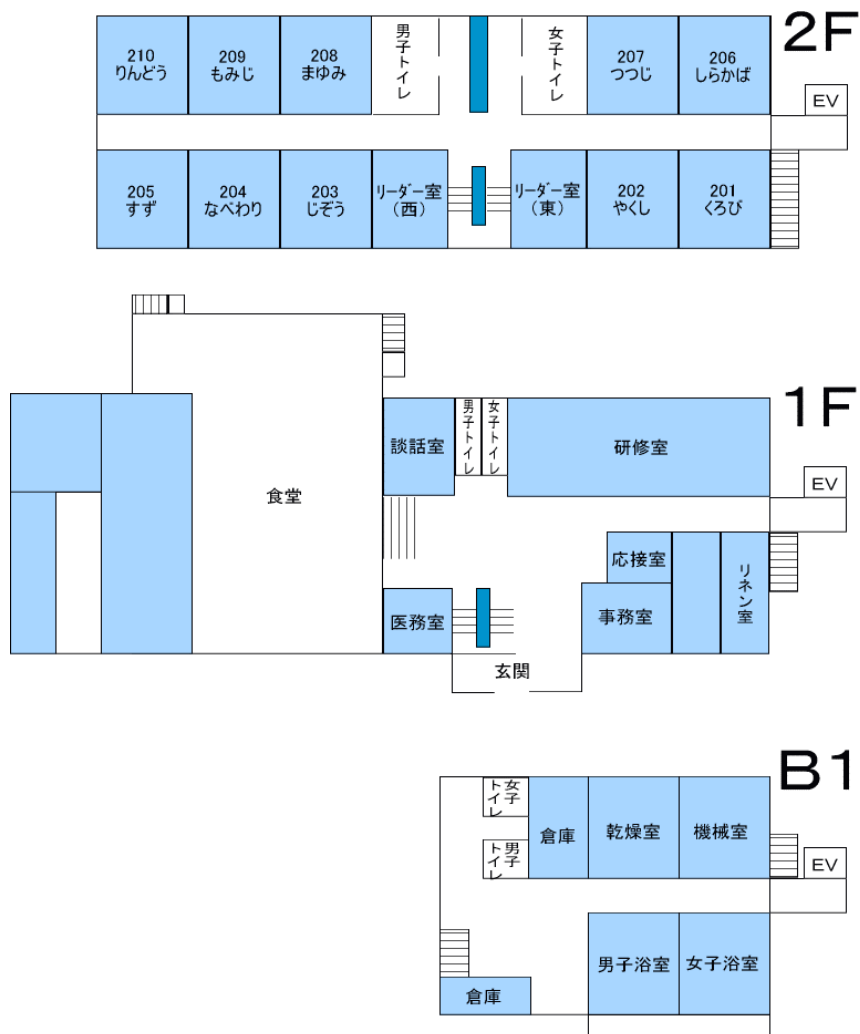 2F
210
りんどう
209
もみじ
208
まゆみ
男子トイレ
女子トイレ
207
つつじ
206
しらかば
EV
205
すず
204
なべわり
203
じぞう
リーダー室
（西）
リーダー室
（東）
202
やくし
201
くろび
1F
談話室
男子トイレ
女子トイレ
研修室
EV
食堂
応接室
リネン室
医務室
事務室
玄関
B1
女子
トイレ
男子
トイレ
倉庫
乾燥室
機械室
EV
男子浴室
女子浴室
倉庫